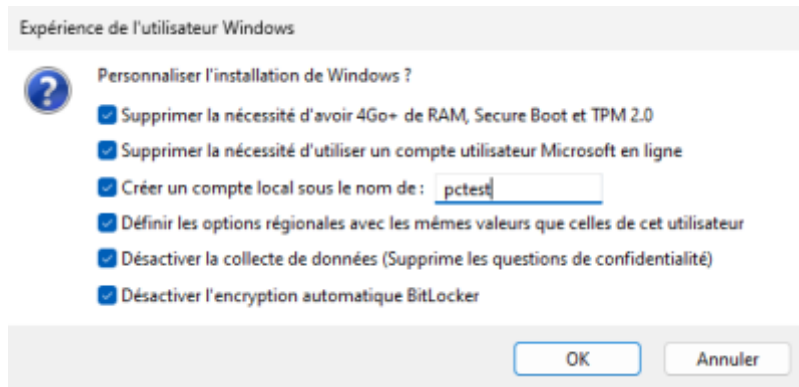 Expérience de l'utilisateur Windows
Personnaliser l'installation de Windows ?
Supprimer la nécessité d'avoir 4Go+ de RAM, Secure Boot et TPM 2.0
Supprimer la nécessité d'utiliser un compte utilisateur Microsoft en ligne
Créer un compte local sous le nom de : pctest
Définir les options régionales avec les mêmes valeurs que celles de cet utilisateur
Désactiver la collecte de données (Supprime les questions de confidentialité)
Désactiver l'encryption automatique BitLocker
OK Annuler